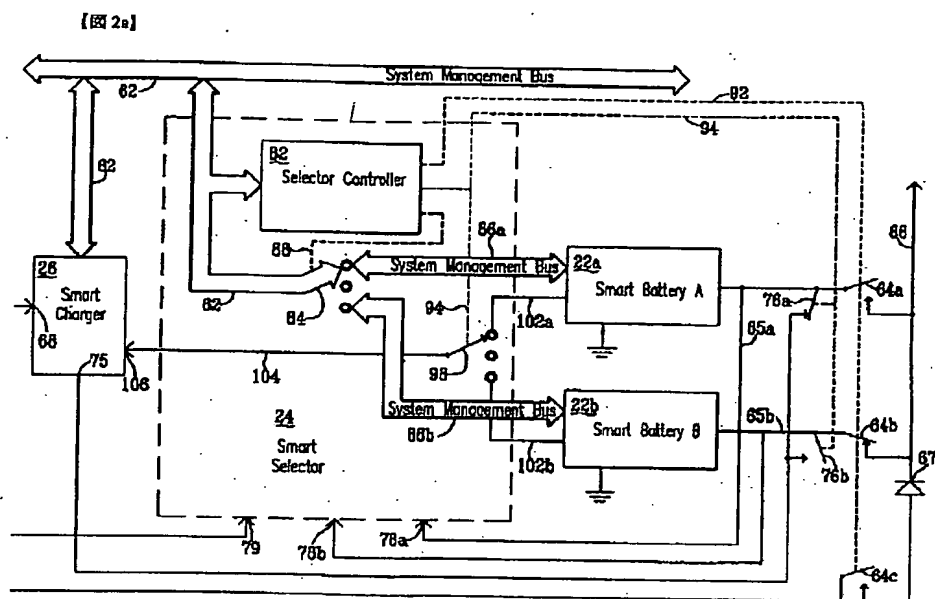 【図 2a】
System Management Bus
62
92
94
82
Selector Controller
62
88
86a
System Management Bus
22a
Smart Battery A
66
26
Smart
Charger
62
84
94
102a
76a
64a
65a
68
75
106
104
98
System Management Bus
86b
22b
Smart Battery B
65b
64b
24
Smart
Selector
102b
76b
67
79
78b
78a
64c